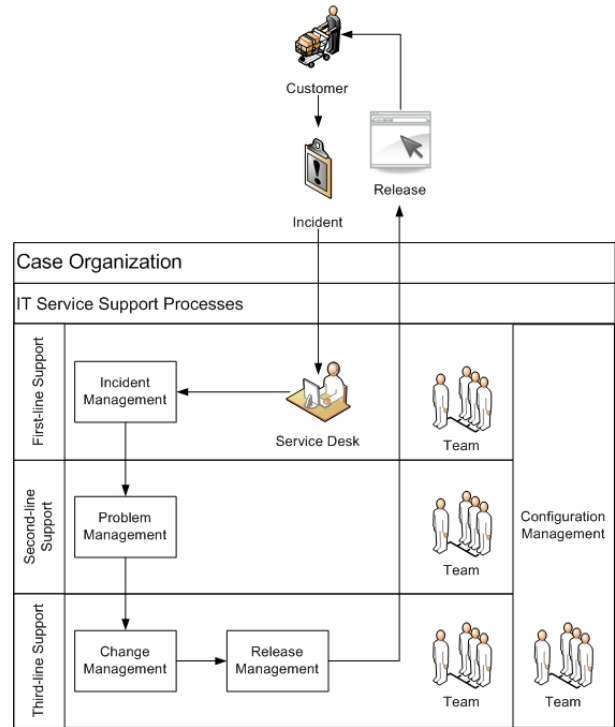 Customer
Incident
Release
Case Organization
IT Service Support Processes
First-line Support
Incident
Management
Service Desk
Team
Second-line
Support
Problem
Management
Team
Configuration
Management
Third-line Support
Change
Management
Release
Management
Team
Team